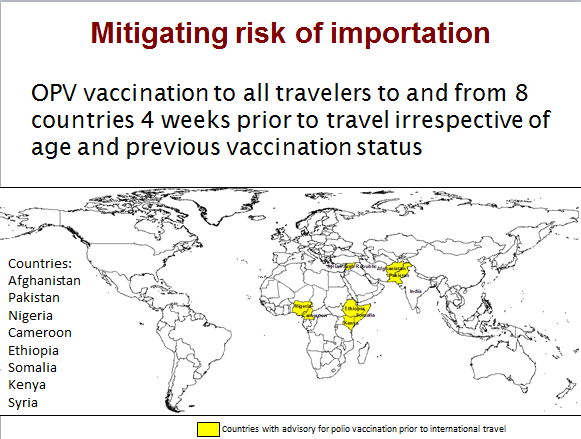 Mitigating risk of importation
OPV vaccination to all travelers to and from 8
countries 4 weeks prior to travel irrespective of
age and previous vaccination status
Countries:
Afghanistan
Pakistan
Nigeria
Cameroon
Ethiopia
Somalia
Kenya
Syria
Republic
Afghanistan
Pakistan
India
Nigeria
Cameroon
Ethiopia
Somalia
Kenya
Countries with advisory for polio vaccination prior to international travel